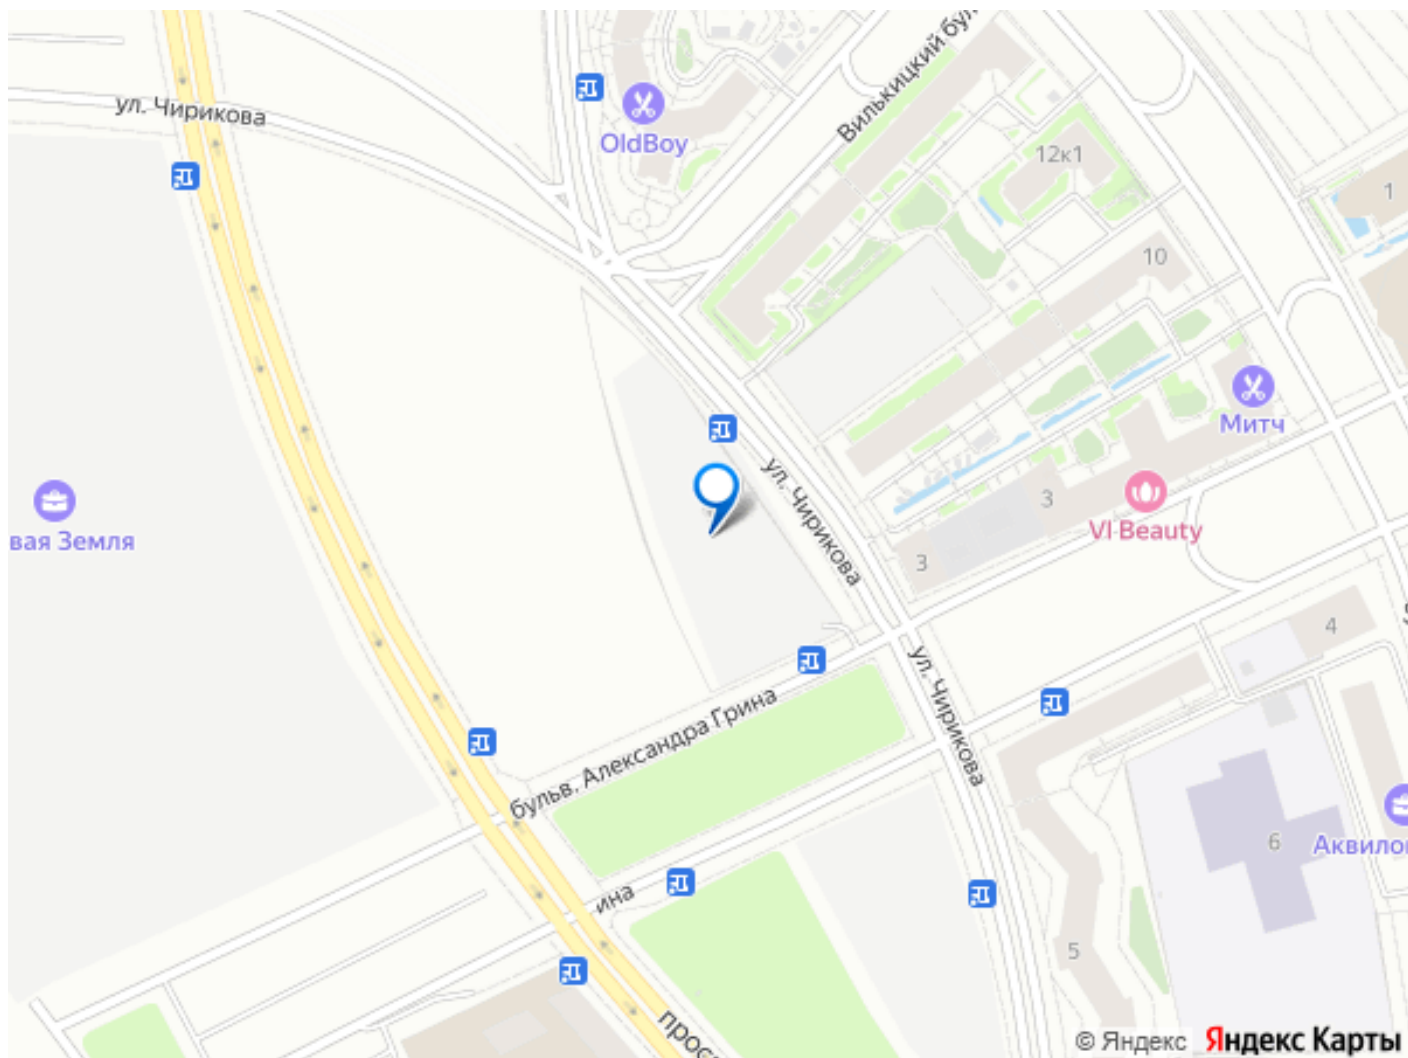 ул. Чирикова
OldBoy
Вилькицкий бул
12к1
1
10
Митч
ул. Чирикова
вая Земля
3
VI Beauty
3
4
ул. Чирикова
бульв. Александра Грина
6
Аквило
ина
5
прос
© Яндекс
Яндекс Карты